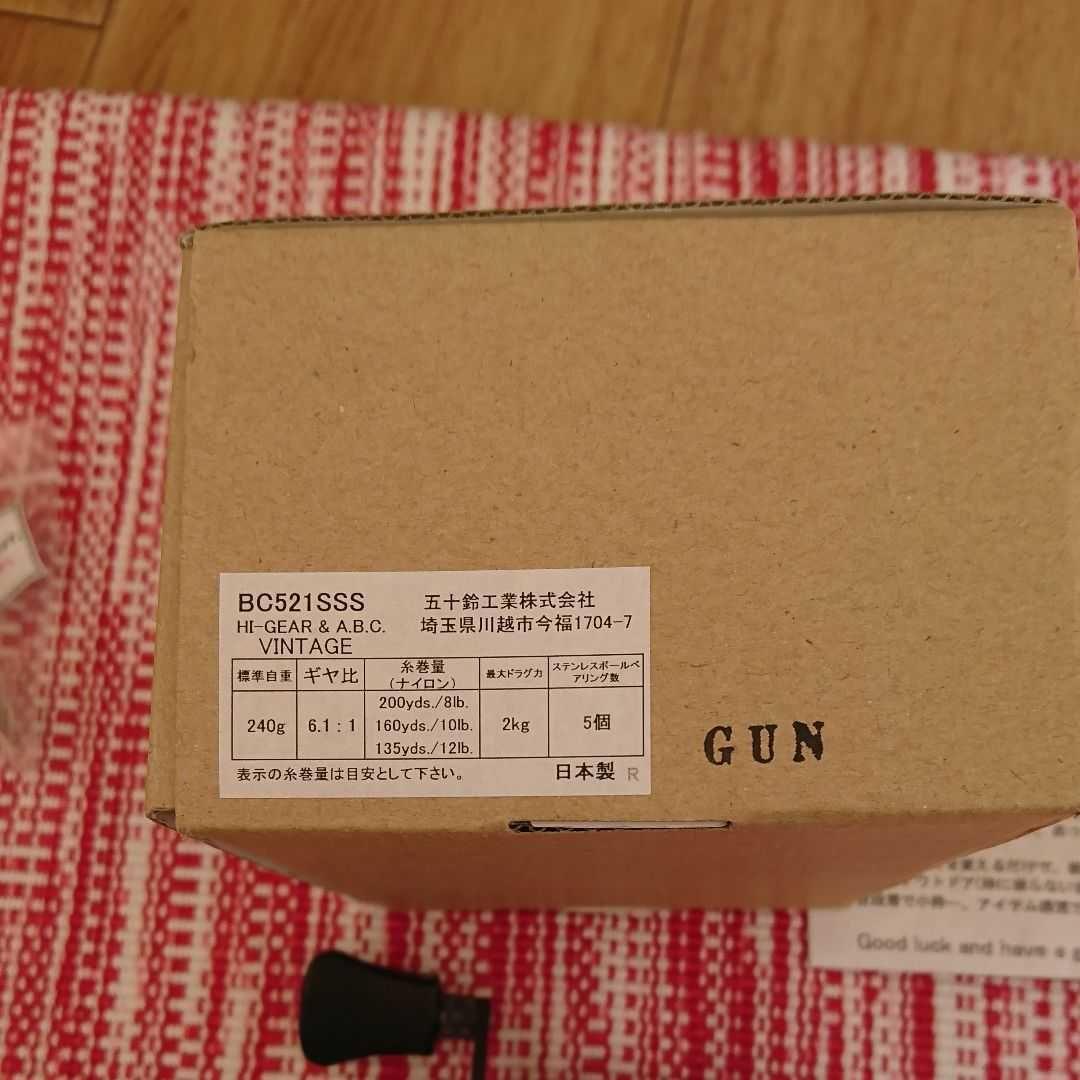 BC521SSS 五十鈴工業株式会社
HI-GEAR & A.B.C. 埼玉県川越市今福1704-7
VINTAGE
標準自重 ギヤ比 糸巻量(ナイロン) 最大ドラグ力 ステンレスボールベアリング数
240g 6.1:1 200yds./8lb. 160yds./10lb. 135yds./12lb. 2kg 5個
表示の糸巻量は目安として下さい。 日本製 R
GUN
Good luck and have a